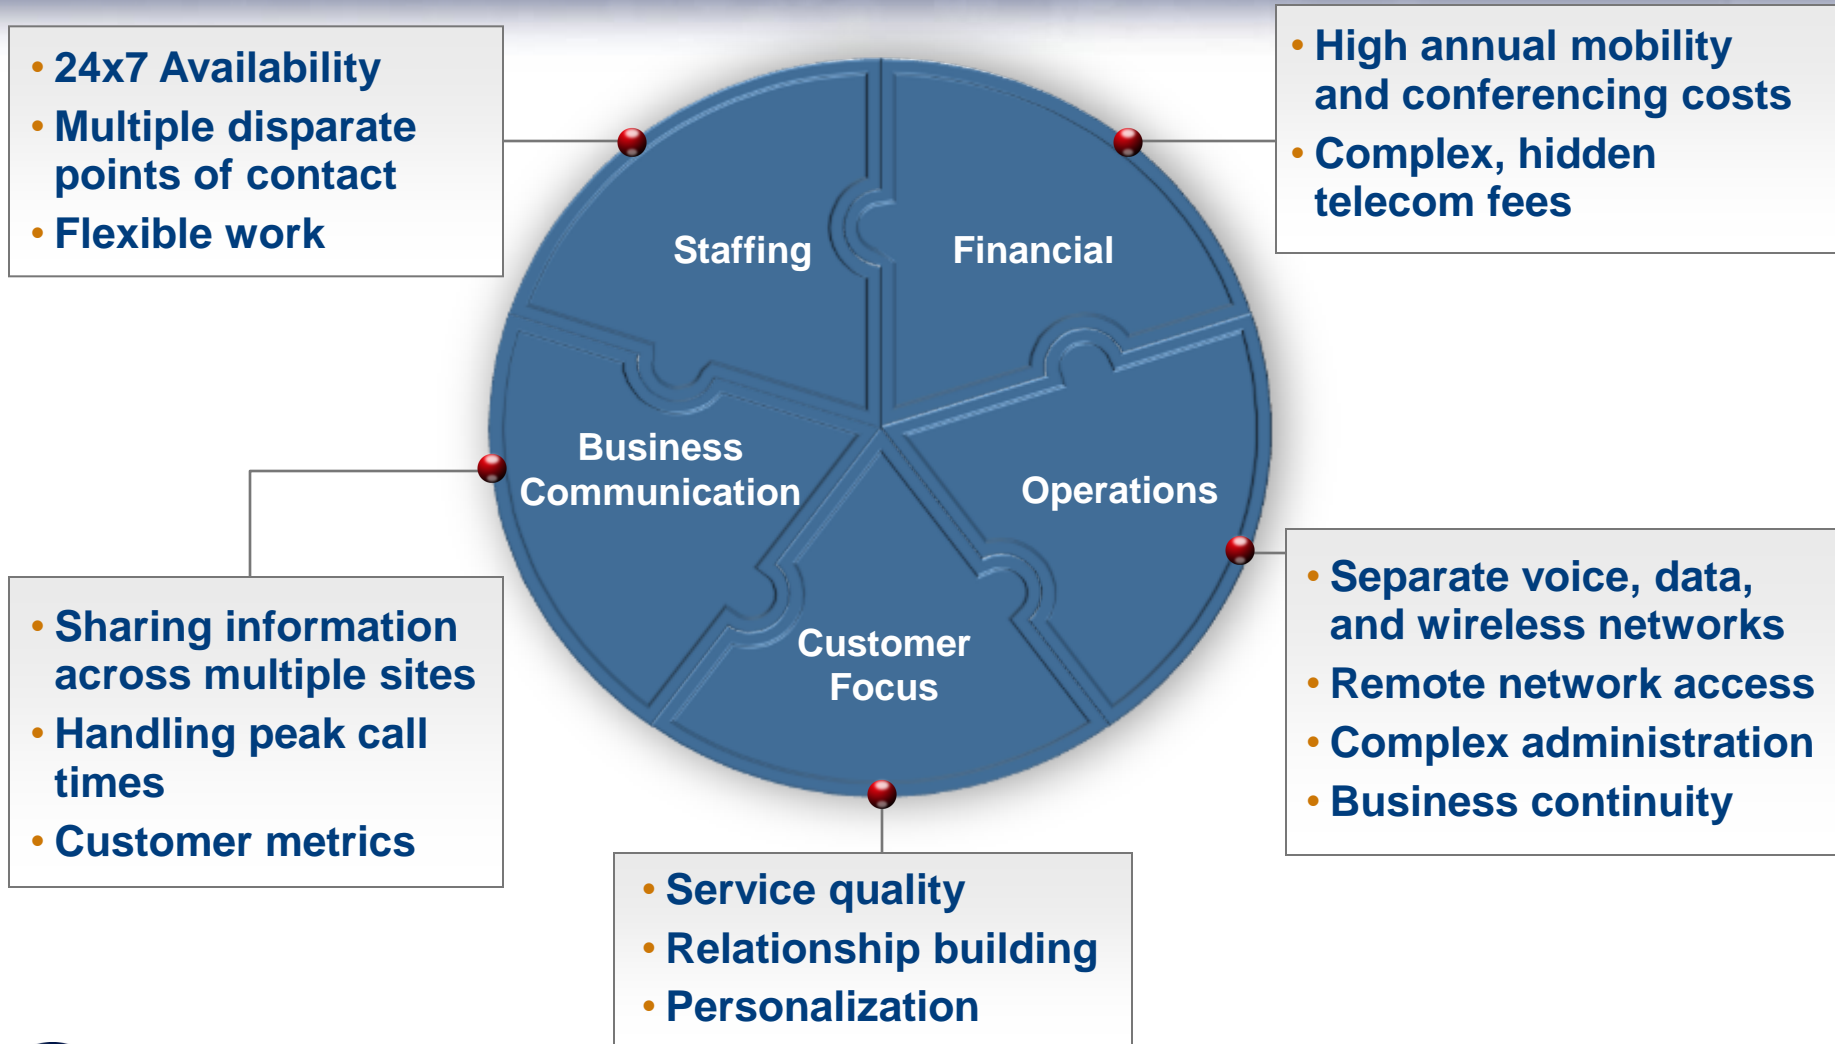 • 24x7 Availability
• Multiple disparate
points of contact
• Flexible work
• High annual mobility
and conferencing costs
• Complex, hidden
telecom fees
Staffing
Financial
Business
Communication
Operations
Customer
Focus
• Sharing information
across multiple sites
• Handling peak call
times
• Customer metrics
• Separate voice, data,
and wireless networks
• Remote network access
• Complex administration
• Business continuity
• Service quality
• Relationship building
• Personalization